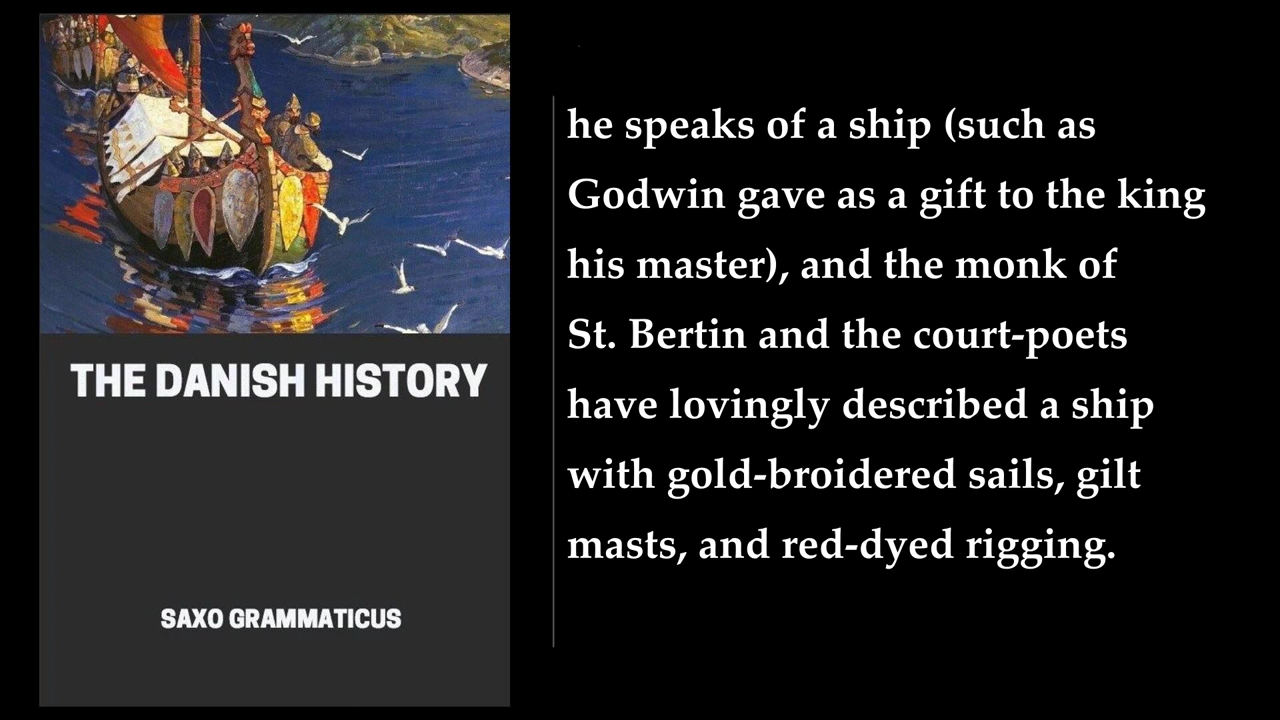 THE DANISH HISTORY
SAXO GRAMMATICUS
he speaks of a ship (such as
Godwin gave as a gift to the king
his master), and the monk of
St. Bertin and the court-poets
have lovingly described a ship
with gold-broidered sails, gilt
masts, and red-dyed rigging.